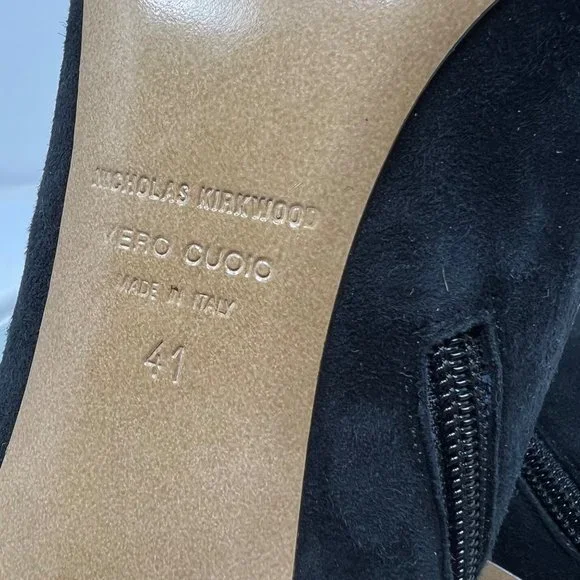 NICHOLAS KIRKWOOD
VERO CUOIO
MADE IN ITALY
41